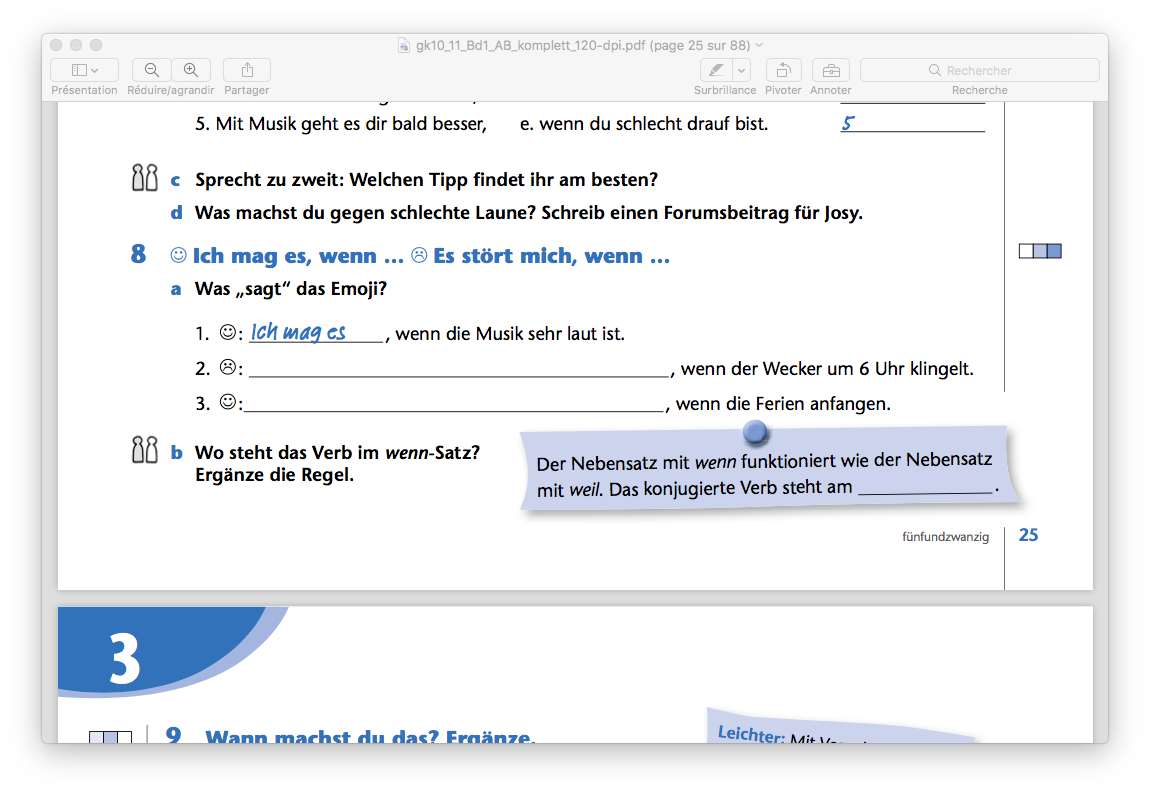 gk10_11_Bd1_AB_komplett_120-dpi.pdf (page 25 sur 88)
Présentation Réduire/agrandir Partager Surbrillance Pivoter Annoter Rechercher Recherche
5. Mit Musik geht es dir bald besser, e. wenn du schlecht drauf bist. 5
c Sprecht zu zweit: Welchen Tipp findet ihr am besten?
d Was machst du gegen schlechte Laune? Schreib einen Forumsbeitrag für Josy.
8 ☺ Ich mag es, wenn ... ☹ Es stört mich, wenn ...
a Was „sagt“ das Emoji?
1. ☺: Ich mag es, wenn die Musik sehr laut ist.
2. ☹: ____, wenn der Wecker um 6 Uhr klingelt.
3. ☺: ____, wenn die Ferien anfangen.
b Wo steht das Verb im wenn-Satz?
Ergänze die Regel.
Der Nebensatz mit wenn funktioniert wie der Nebensatz
mit weil. Das konjugierte Verb steht am ____.
fünfundzwanzig 25
3
9 Wann machst du das? Ergänze.
Leichter: Mit